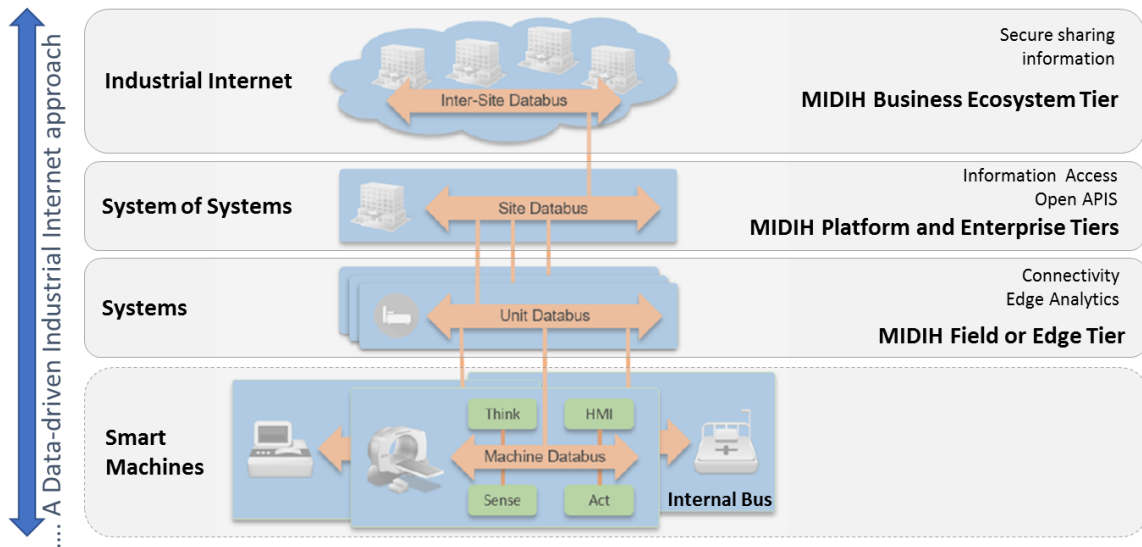 .... A Data-driven Industrial Internet approach
Industrial Internet
Inter-Site Databus
Secure sharing
information
MIDIH Business Ecosystem Tier
System of Systems
Site Databus
Information Access
Open APIS
MIDIH Platform and Enterprise Tiers
Systems
Unit Databus
Connectivity
Edge Analytics
MIDIH Field or Edge Tier
Smart
Machines
Think
HMI
Machine Databus
Sense
Act
Internal Bus